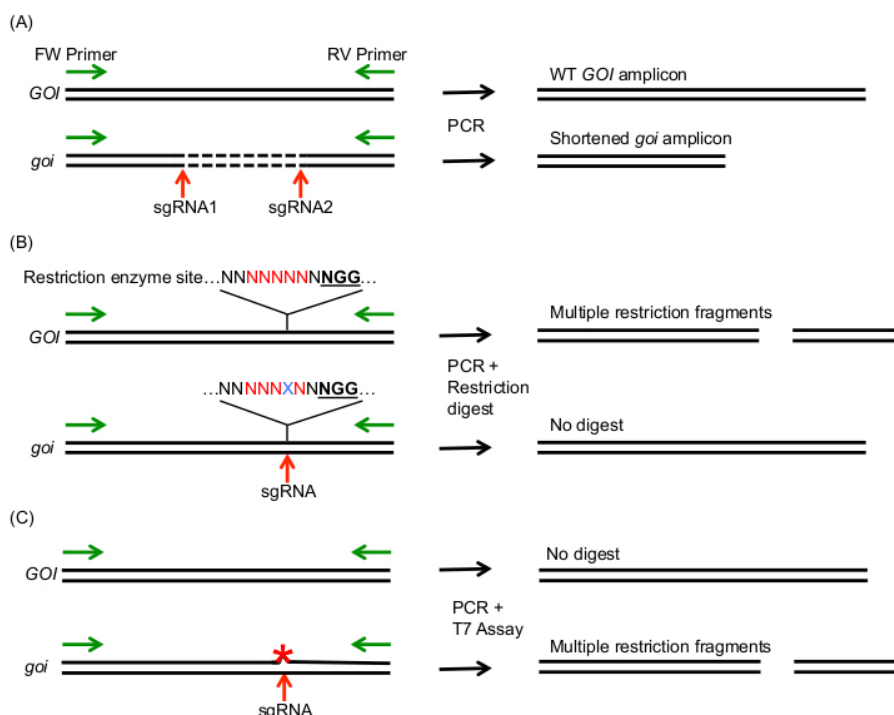 (A)
FW Primer
RV Primer
GOI
PCR
WT GOI amplicon
goi
Shortened goi amplicon
sgRNA1
sgRNA2
(B)
Restriction enzyme site...NNNNNNNNNGG...
GOI
Multiple restriction fragments
PCR +
Restriction
digest
...NNNNNXNNNGG...
goi
No digest
sgRNA
(C)
GOI
No digest
PCR +
T7 Assay
*
goi
Multiple restriction fragments
sgRNA